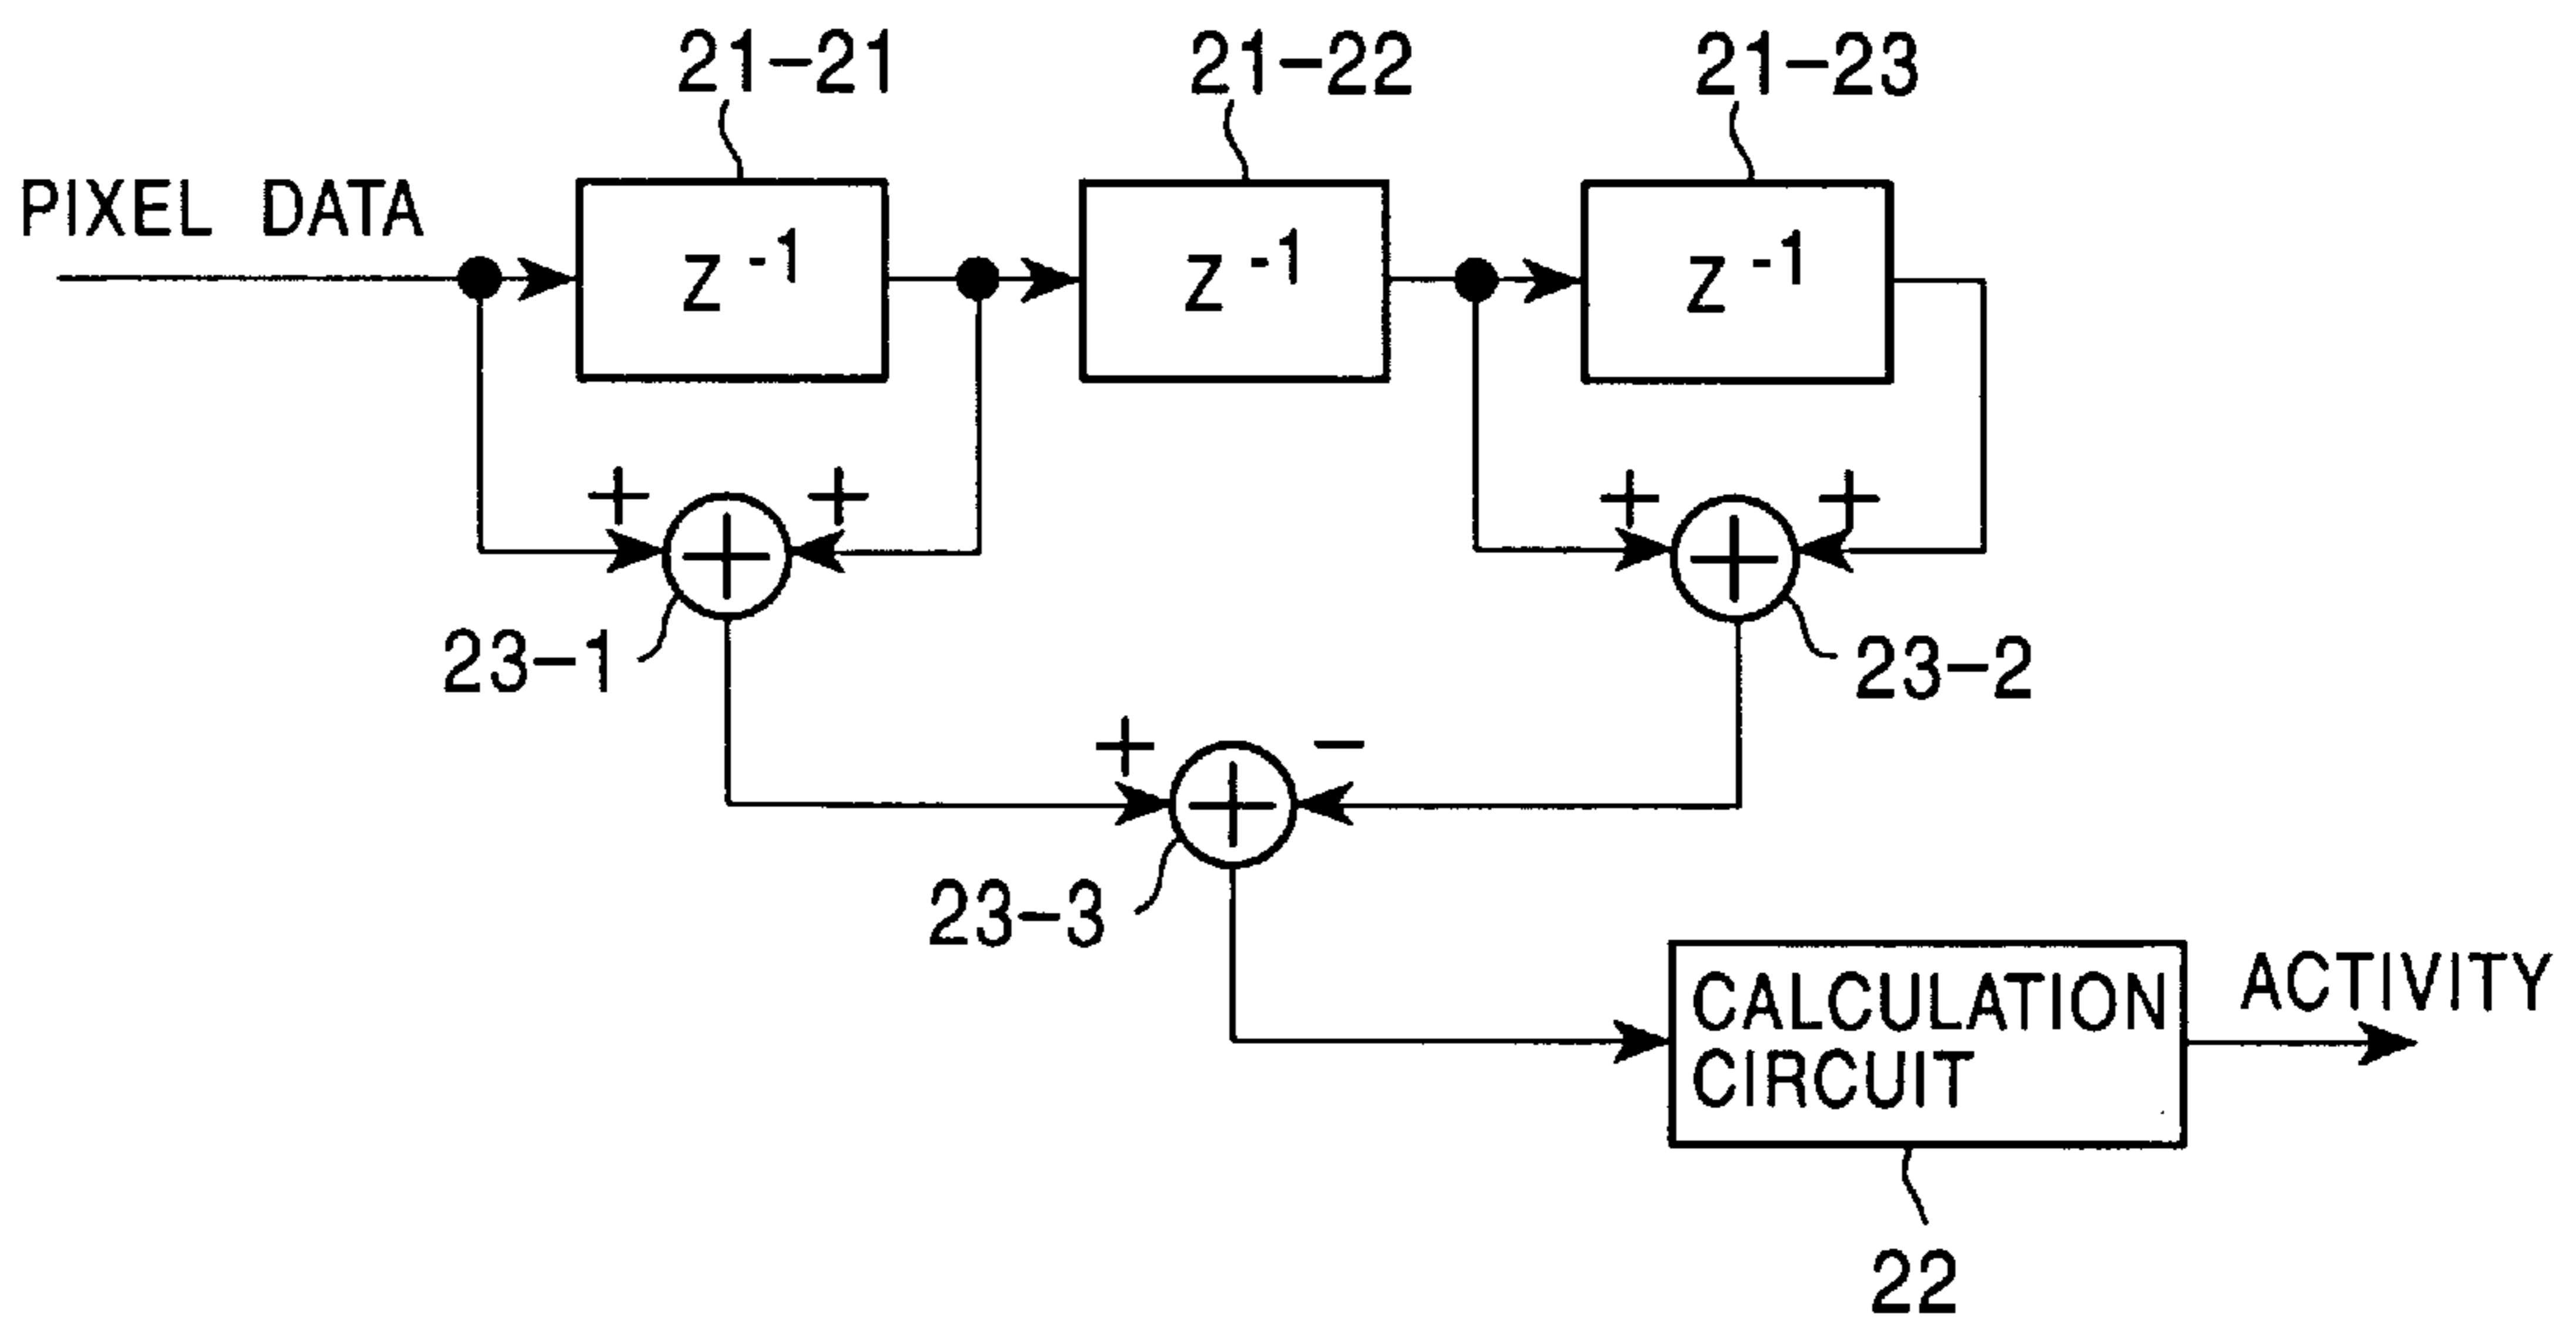 21-21
21-22
21-23
PIXEL DATA
Z -1
Z -1
Z -1
+
+
+
+
+
+
23-1
23-2
+
-
+
23-3
CALCULATION
CIRCUIT
ACTIVITY
22